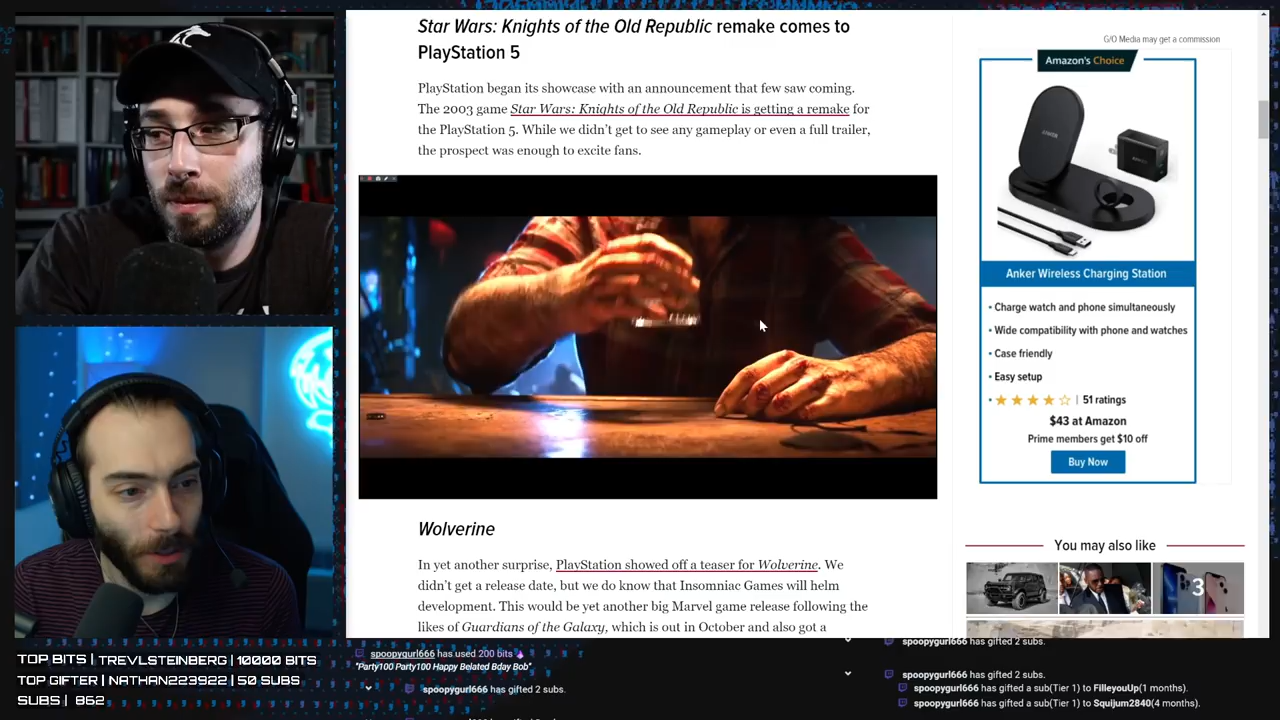 Star Wars: Knights of the Old Republic remake comes to
PlayStation 5
PlayStation began its showcase with an announcement that few saw coming.
The 2003 game Star Wars: Knights of the Old Republic is getting a remake for
the PlayStation 5. While we didn't get to see any gameplay or even a full trailer,
the prospect was enough to excite fans.
Wolverine
In yet another surprise, PlayStation showed off a teaser for Wolverine. We
didn't get a release date, but we do know that Insomniac Games will helm
development. This would be yet another big Marvel game release following the
likes of Guardians of the Galaxy, which is out in October and also got a
G/O Media may get a commission
Amazon's Choice
ANKER
Anker Wireless Charging Station
• Charge watch and phone simultaneously
• Wide compatibility with phone and watches
• Case friendly
• Easy setup
• | 51 ratings
$43 at Amazon
Prime members get $10 off
Buy Now
You may also like
3
TOP BITS | TREVLSTEINBERG | 10000 BITS
TOP GIFTER | NATHAN223922 | 50 SUBS
SUBS | 862
spoopygurl666 has used 200 bits
"Party100 Party100 Happy Belated Bday Bob"
spoopygurl666 has gifted 2 subs.
spoopygurl666 has gifted 2 subs.
spoopygurl666 has gifted 2 subs.
spoopygurl666 has gifted a sub(Tier 1) to FilleyouUp(1 months).
spoopygurl666 has gifted a sub(Tier 1) to Squijum2840(4 months).